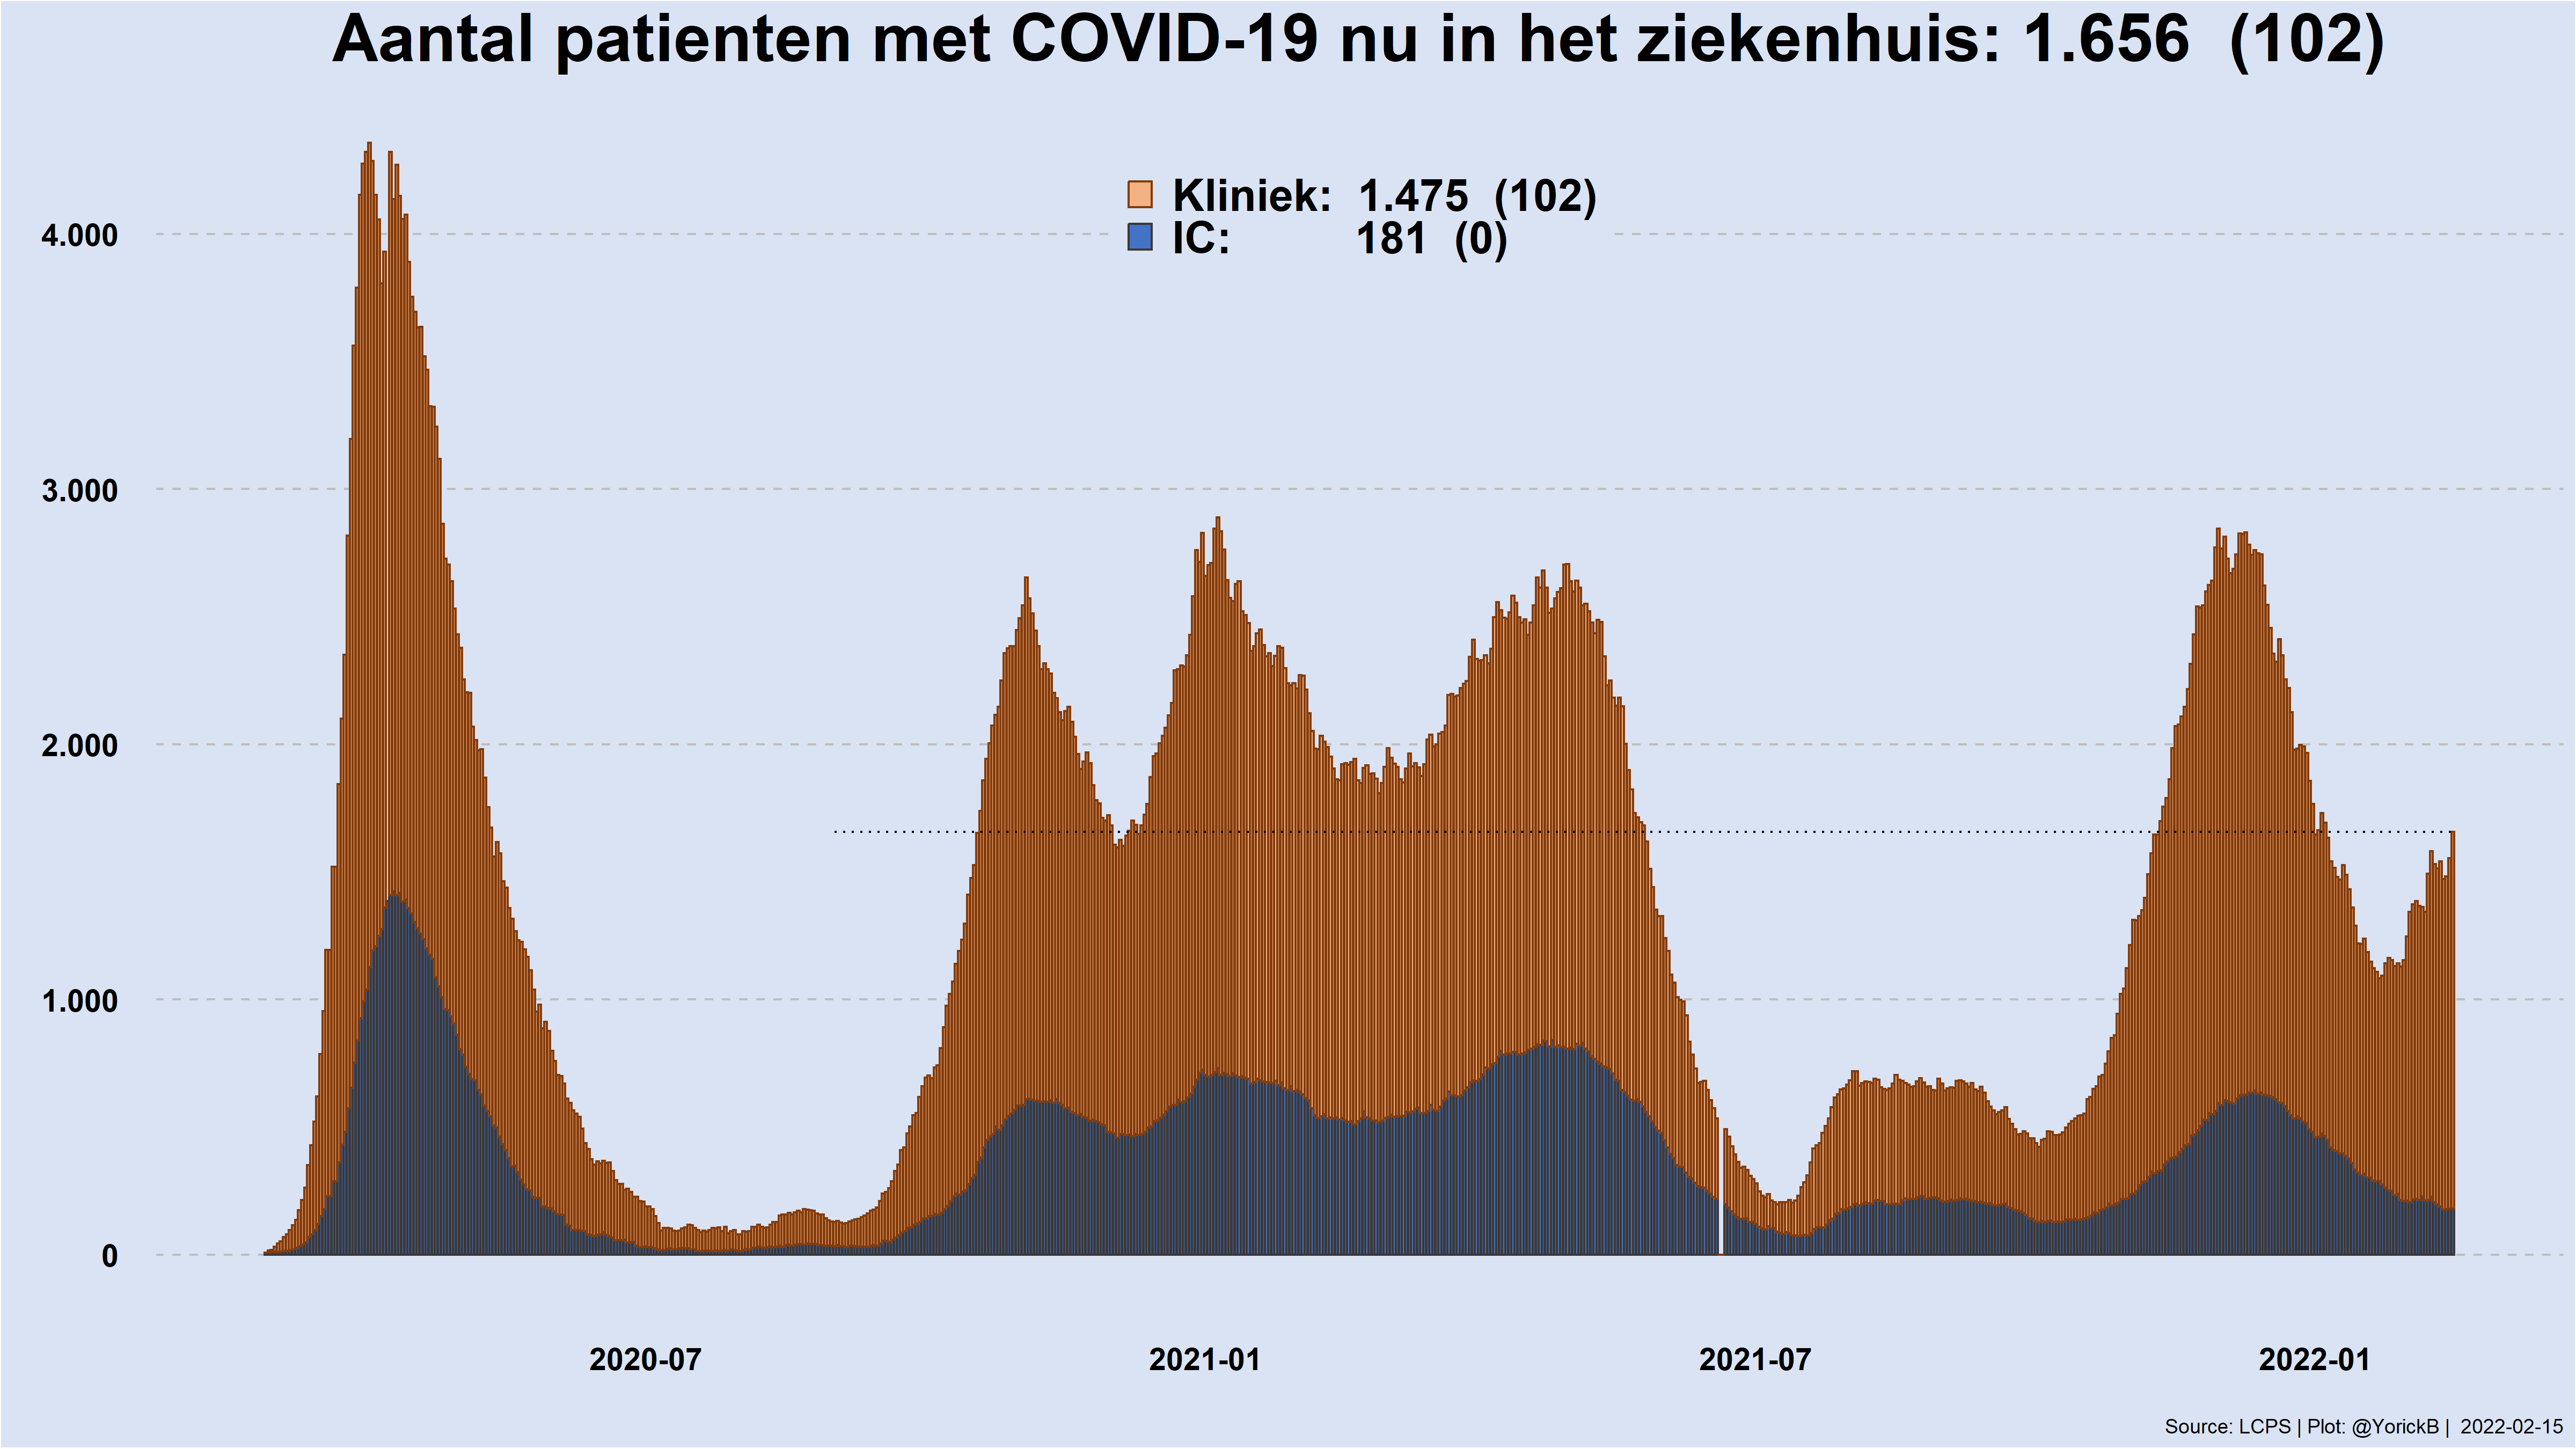 Aantal patienten met COVID-19 nu in het ziekenhuis: 1.656 (102)
Kliniek: 1.475 (102)
IC: 181 (0)
4.000
3.000
2.000
1.000
0
2020-07 2021-01 2021-07 2022-01
Source: LCPS | Plot: @YorickB | 2022-02-15